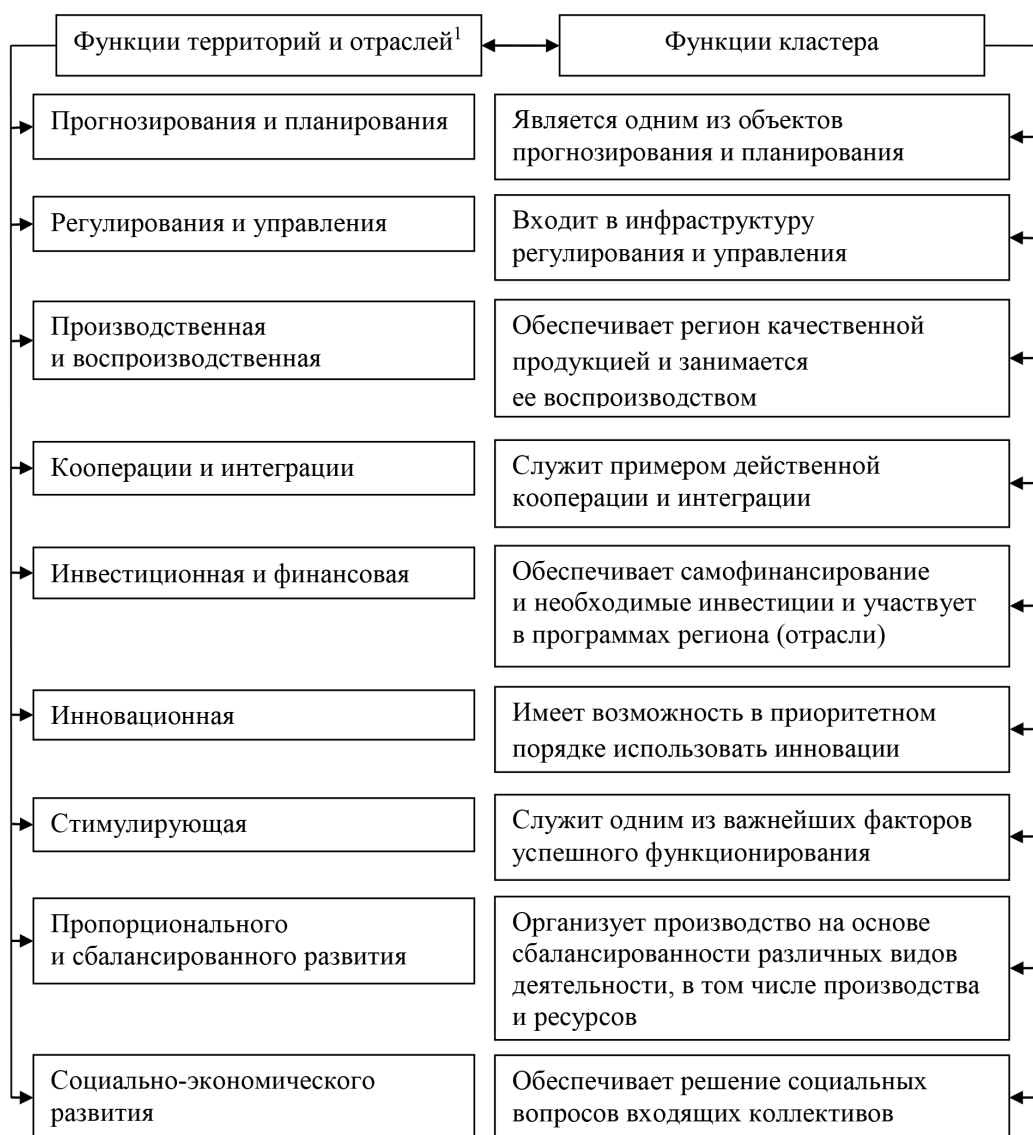 Функции территорий и отраслей1
Функции кластера
Прогнозирования и планирования
Является одним из объектов
прогнозирования и планирования
Регулирования и управления
Входит в инфраструктуру
регулирования и управления
Производственная
и воспроизводственная
Обеспечивает регион качественной
продукцией и занимается
ее воспроизводством
Кооперации и интеграции
Служит примером действенной
кооперации и интеграции
Инвестиционная и финансовая
Обеспечивает самофинансирование
и необходимые инвестиции и участвует
в программах региона (отрасли)
Инновационная
Имеет возможность в приоритетном
порядке использовать инновации
Стимулирующая
Служит одним из важнейших факторов
успешного функционирования
Пропорционального
и сбалансированного развития
Организует производство на основе
сбалансированности различных видов
деятельности, в том числе производства
и ресурсов
Социально-экономического
развития
Обеспечивает решение социальных
вопросов входящих коллективов